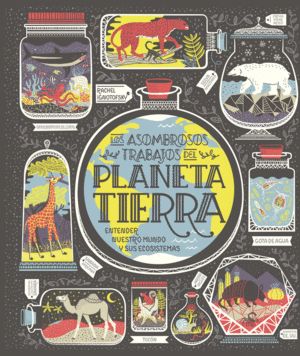 RACHEL
IGNOTOFSKY
LOS
ASOMBROSOS
TRABAJOS DEL
PLANETA
TIERRA
ENTENDER
NUESTRO MUNDO
Y SUS ECOSISTEMAS
GOTA DE AGUA